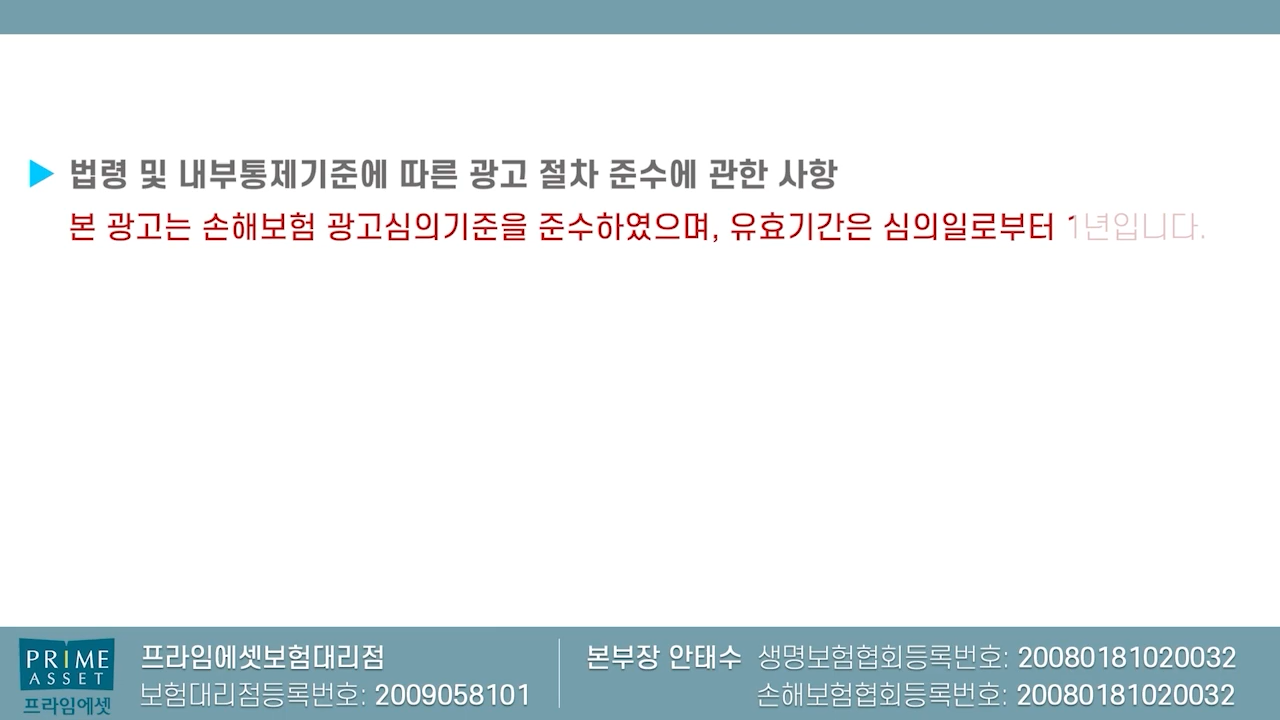 ▶ 법령 및 내부통제기준에 따른 광고 절차 준수에 관한 사항
본 광고는 손해보험 광고심의기준을 준수하였으며, 유효기간은 심의일로부터 1년입니다.
PRIME
ASSET
프라임에셋
프라임에셋보험대리점
보험대리점등록번호: 2009058101
본부장 안태수 생명보험협회등록번호: 20080181020032
손해보험협회등록번호: 20080181020032